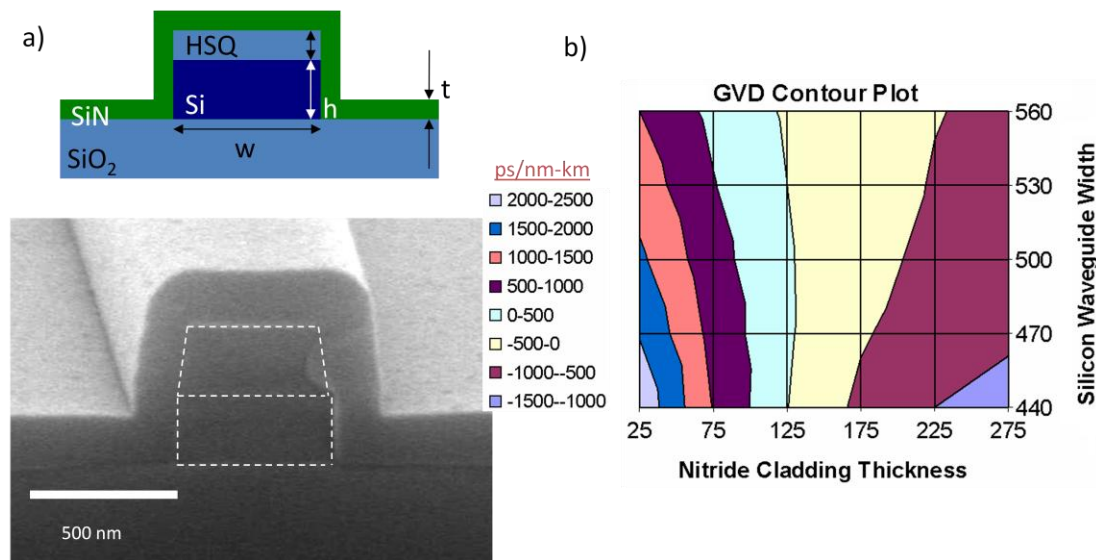 a)
HSQ
Si
h
t
SiN
w
SiO2
500 nm
b)
GVD Contour Plot
ps/nm-km
2000-2500
1500-2000
1000-1500
500-1000
0-500
-500-0
-1000--500
-1500--1000
560
530
500
470
440
Silicon Waveguide Width
25 75 125 175 225 275
Nitride Cladding Thickness